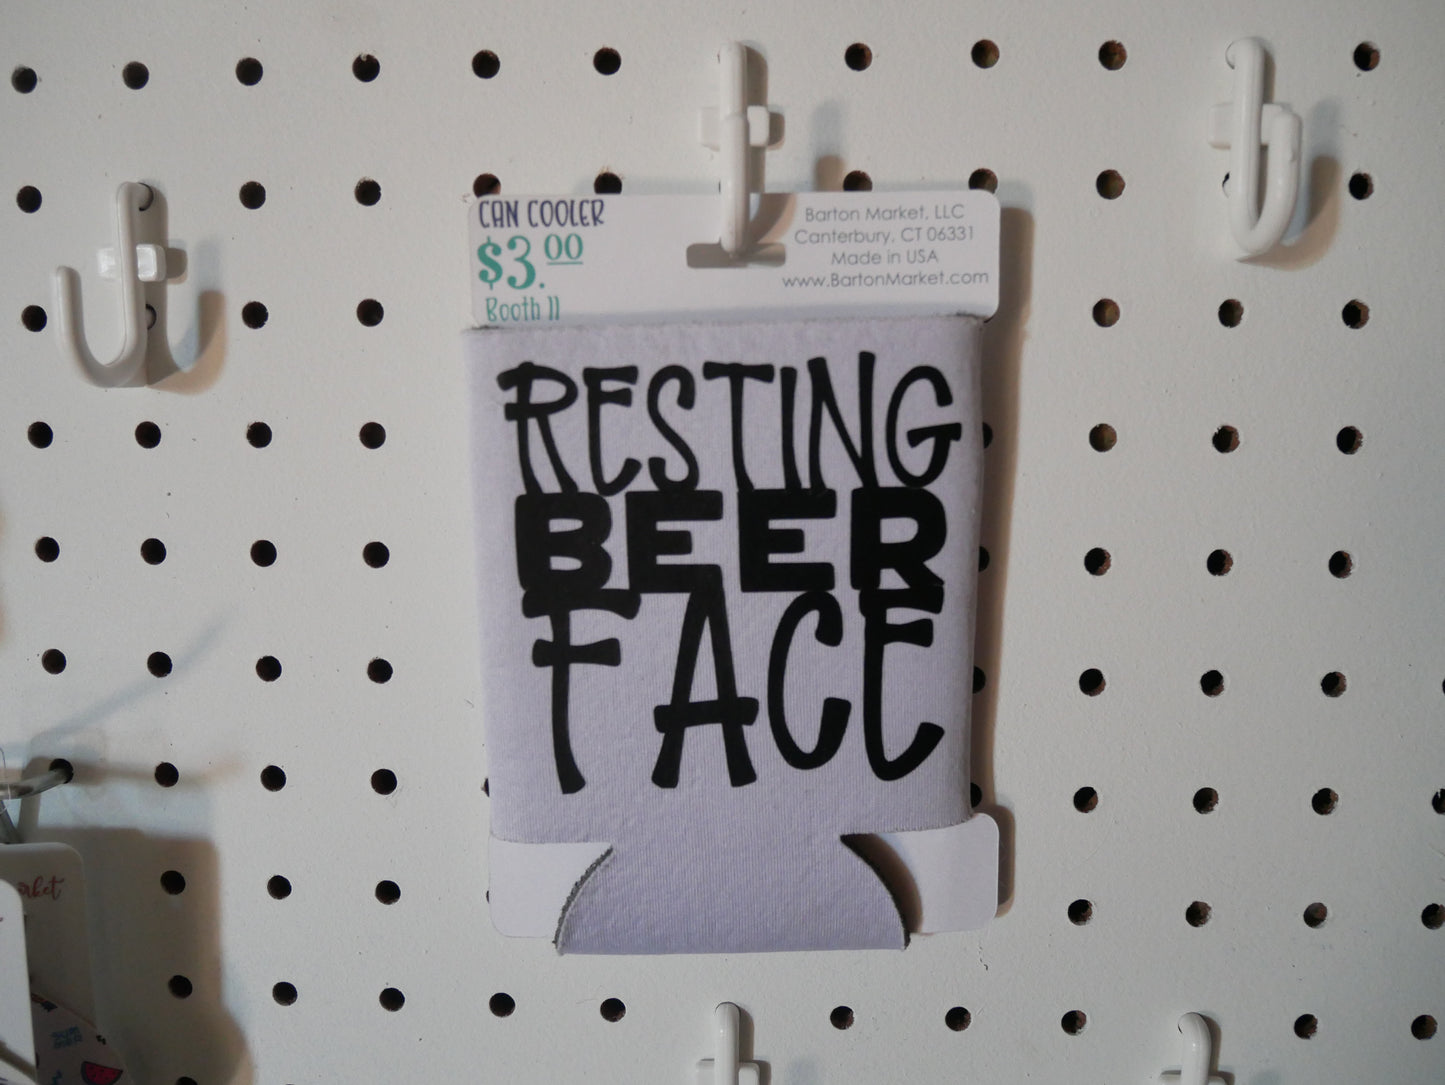 CAN COOLER
$3.00
Booth 11
Barton Market, LLC
Canterbury, CT 06331
Made in USA
www.BartonMarket.com
RESTING
BEER
FACE